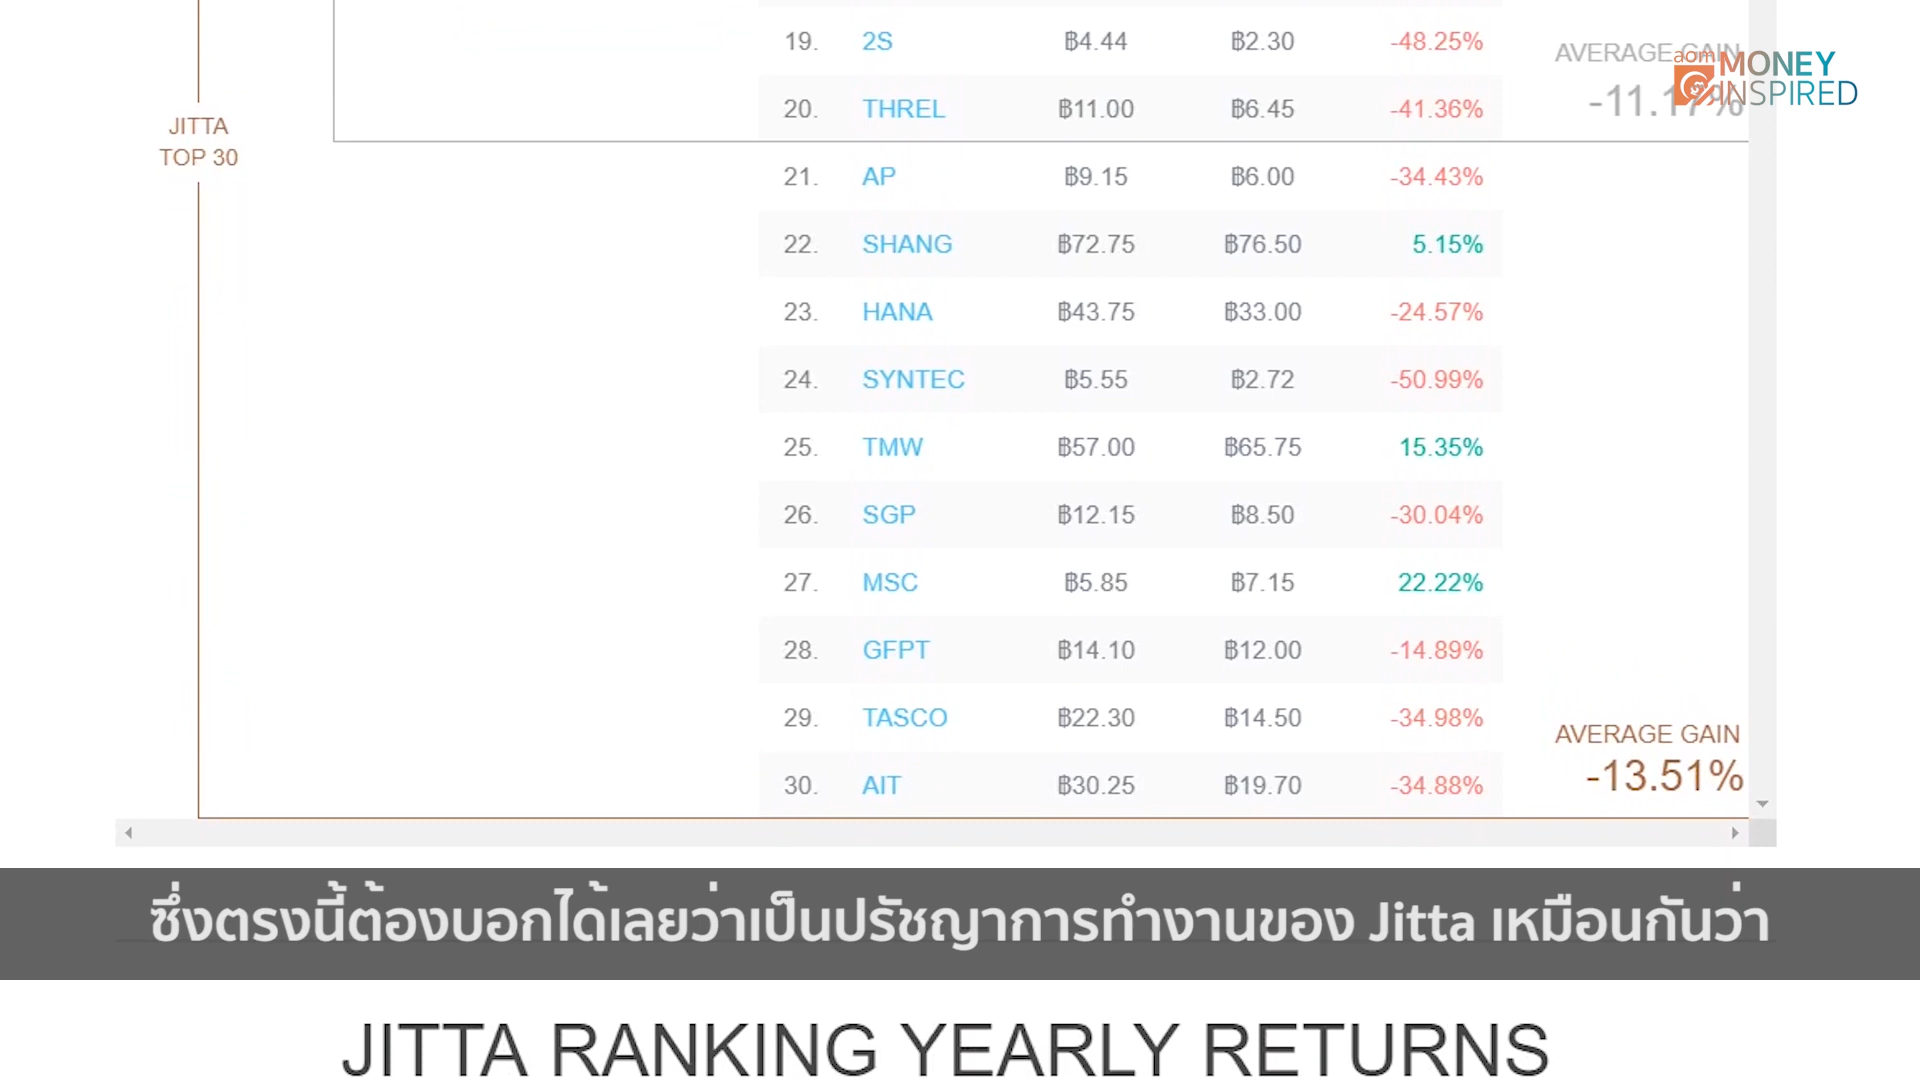 19. 2S ฿4.44 ฿2.30 -48.25%
AVERAGE GAIN
-11.17%
aomMONEY
INSPIRED
20. THREL ฿11.00 ฿6.45 -41.36%
JITTA
TOP 30
21. AP ฿9.15 ฿6.00 -34.43%
22. SHANG ฿72.75 ฿76.50 5.15%
23. HANA ฿43.75 ฿33.00 -24.57%
24. SYNTEC ฿5.55 ฿2.72 -50.99%
25. TMW ฿57.00 ฿65.75 15.35%
26. SGP ฿12.15 ฿8.50 -30.04%
27. MSC ฿5.85 ฿7.15 22.22%
28. GFPT ฿14.10 ฿12.00 -14.89%
29. TASCO ฿22.30 ฿14.50 -34.98%
AVERAGE GAIN
-13.51%
30. AIT ฿30.25 ฿19.70 -34.88%
ซึ่งตรงนี้ต้องบอกได้เลยว่าเป็นปรัชญาการทำงานของ Jitta เหมือนกันว่า
JITTA RANKING YEARLY RETURNS